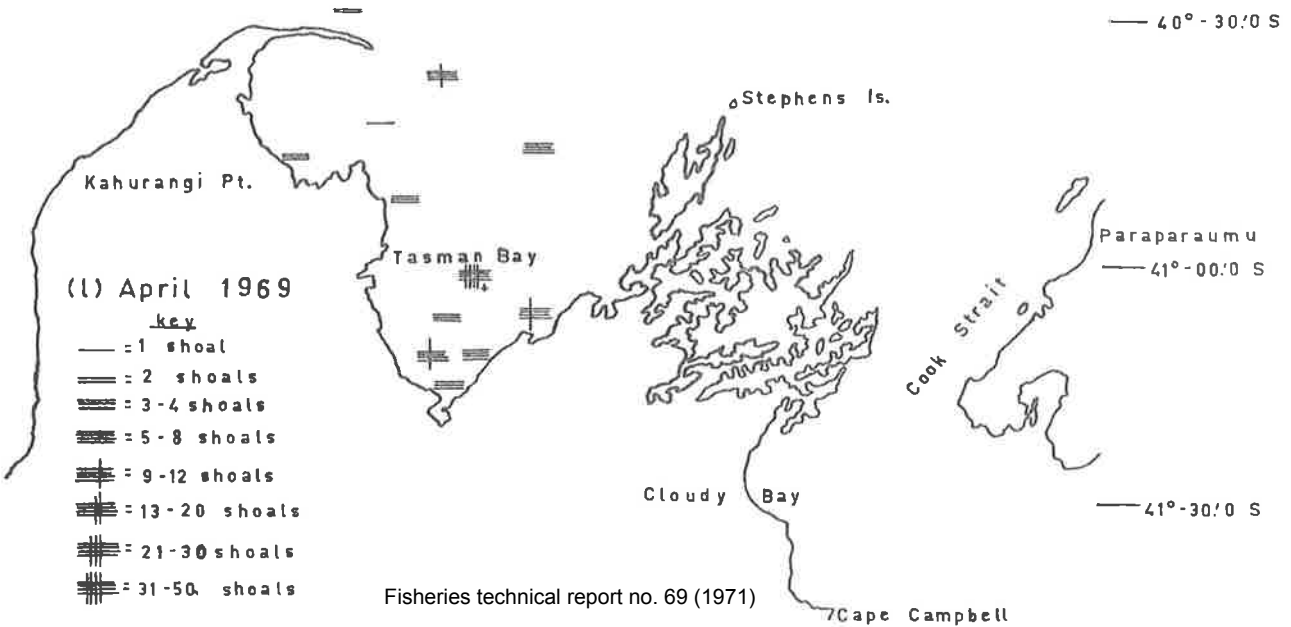 40°-30.'0 S
Stephens Is.
Kahurangi Pt.
Paraparaumu
Tasman Bay
41°-00.'0 S
(l) April 1969
Cook Strait
key
= 1 shoal
= 2 shoals
= 3-4 shoals
= 5-8 shoals
= 9-12 shoals
Cloudy Bay
= 13-20 shoals
41°-30.'0 S
= 21-30 shoals
= 31-50. shoals
Fisheries technical report no. 69 (1971)
Cape Campbell